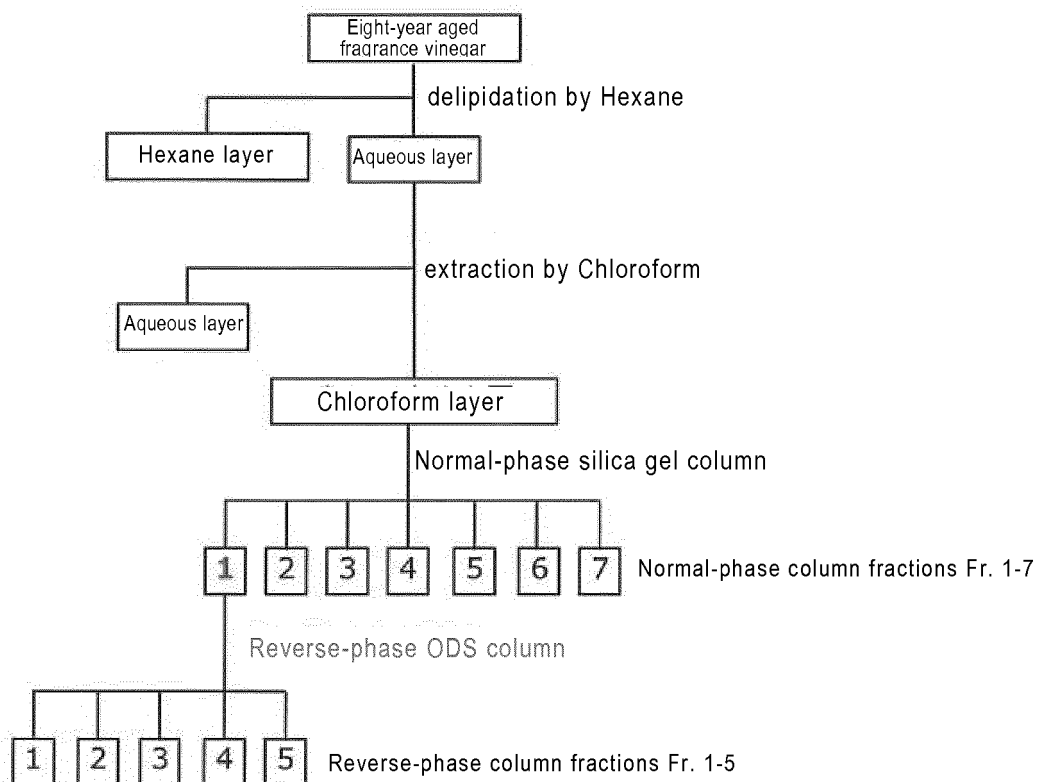 Eight-year aged
fragrance vinegar
delipidation by Hexane
Hexane layer
Aqueous layer
extraction by Chloroform
Aqueous layer
Chloroform layer
Normal-phase silica gel column
1 2 3 4 5 6 7 Normal-phase column fractions Fr. 1-7
Reverse-phase ODS column
1 2 3 4 5 Reverse-phase column fractions Fr. 1-5